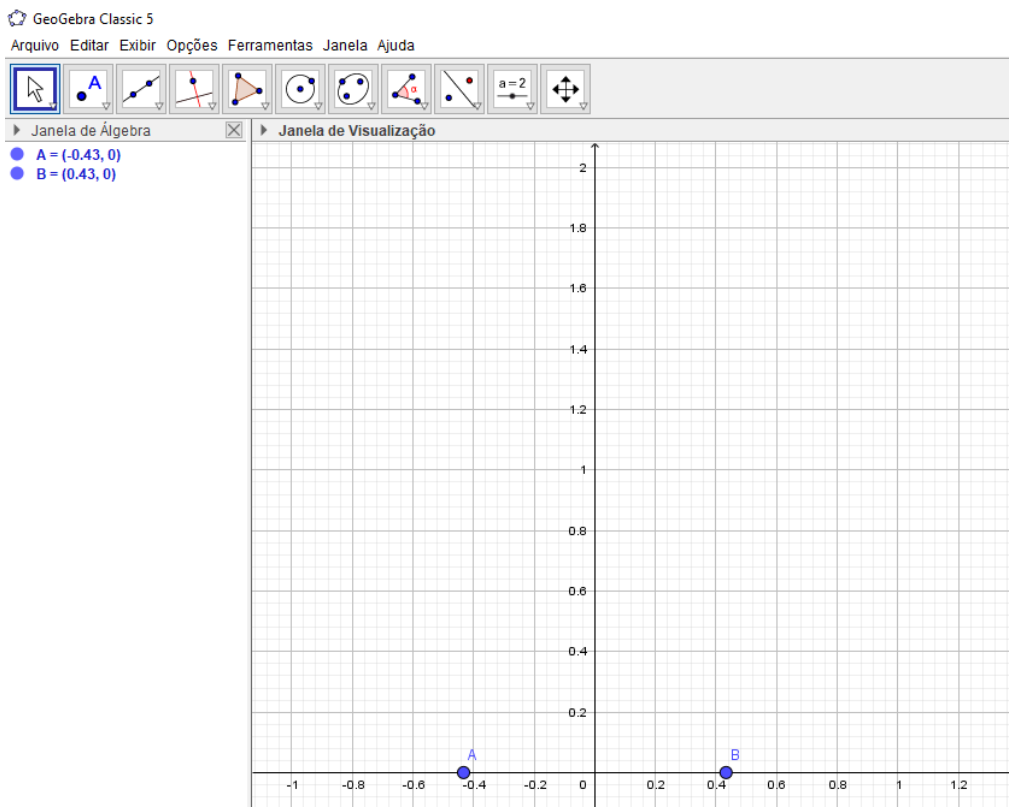 GeoGebra Classic 5
Arquivo Editar Exibir Opções Ferramentas Janela Ajuda
A
α
a = 2
Janela de Álgebra
Janela de Visualização
A = (-0.43, 0)
B = (0.43, 0)
2
1.8
1.6
1.4
1.2
1
0.8
0.6
0.4
0.2
A
B
-1 -0.8 -0.6 -0.4 -0.2 0 0.2 0.4 0.6 0.8 1 1.2